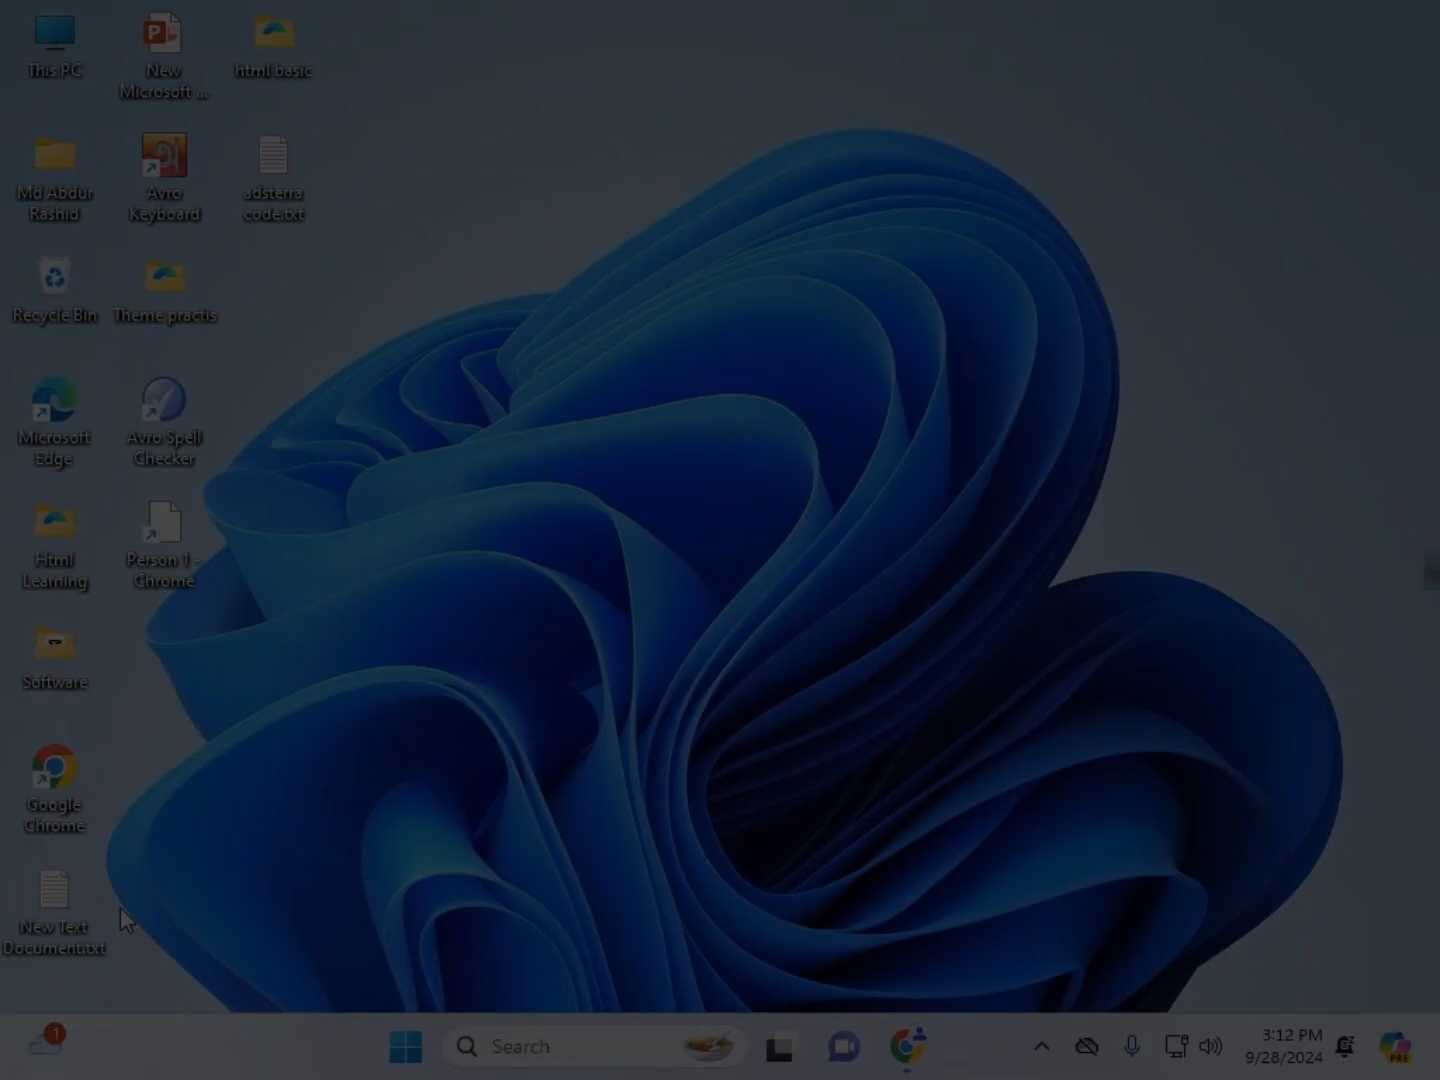 This PC
New
Microsoft ...
html basic
Md Abdur
Rashid
Avro
Keyboard
adsterra
code.txt
Recycle Bin
Theme practis
Microsoft
Edge
Avro Spell
Checker
Html
Learning
Person 1 -
Chrome
Software
Google
Chrome
New Text
Document.txt
1
Search
3:12 PM
9/28/2024
PRE